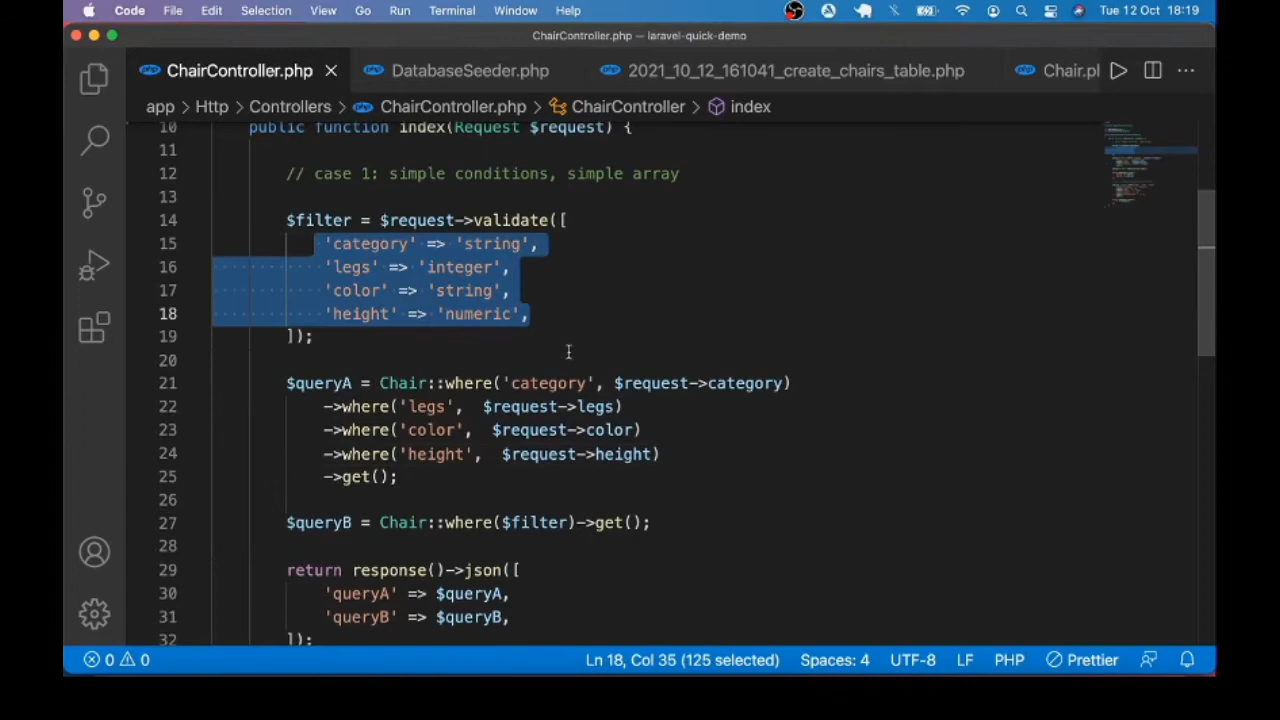 Code File Edit Selection View Go Run Terminal Window Help Tue 12 Oct 18:19
ChairController.php — laravel-quick-demo
php ChairController.php × php DatabaseSeeder.php php 2021_10_12_161041_create_chairs_table.php php Chair.pl
app > Http > Controllers > php ChairController.php > ChairController > index
10 public function index(Request $request) {
11
12 // case 1: simple conditions, simple array
13
14 $filter = $request->validate([
15 'category' => 'string',
16 'legs' => 'integer',
17 'color' => 'string',
18 'height' => 'numeric',
19 ]);
20
21 $queryA = Chair::where('category', $request->category)
22 ->where('legs', $request->legs)
23 ->where('color', $request->color)
24 ->where('height', $request->height)
25 ->get();
26
27 $queryB = Chair::where($filter)->get();
28
29 return response()->json([
30 'queryA' => $queryA,
31 'queryB' => $queryB,
32 ]);
0 0 Ln 18, Col 35 (125 selected) Spaces: 4 UTF-8 LF PHP Prettier